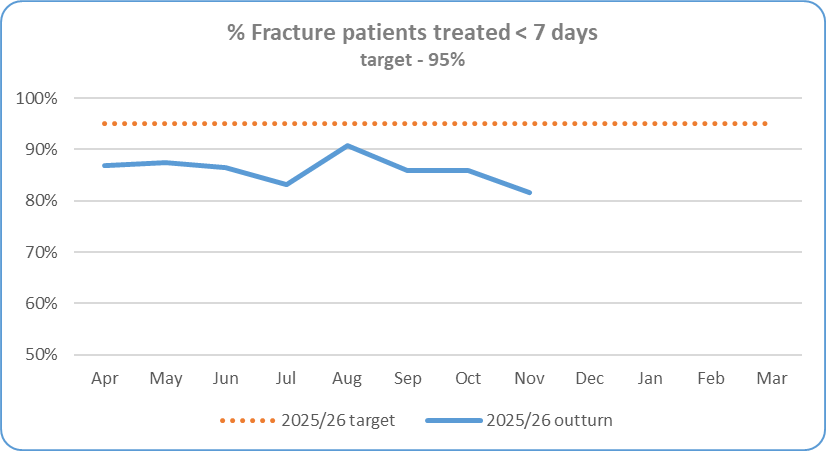 % Fracture patients treated < 7 days
target - 95%
100%
90%
80%
70%
60%
50%
Apr May Jun Jul Aug Sep Oct Nov Dec Jan Feb Mar
2025/26 target 2025/26 outturn